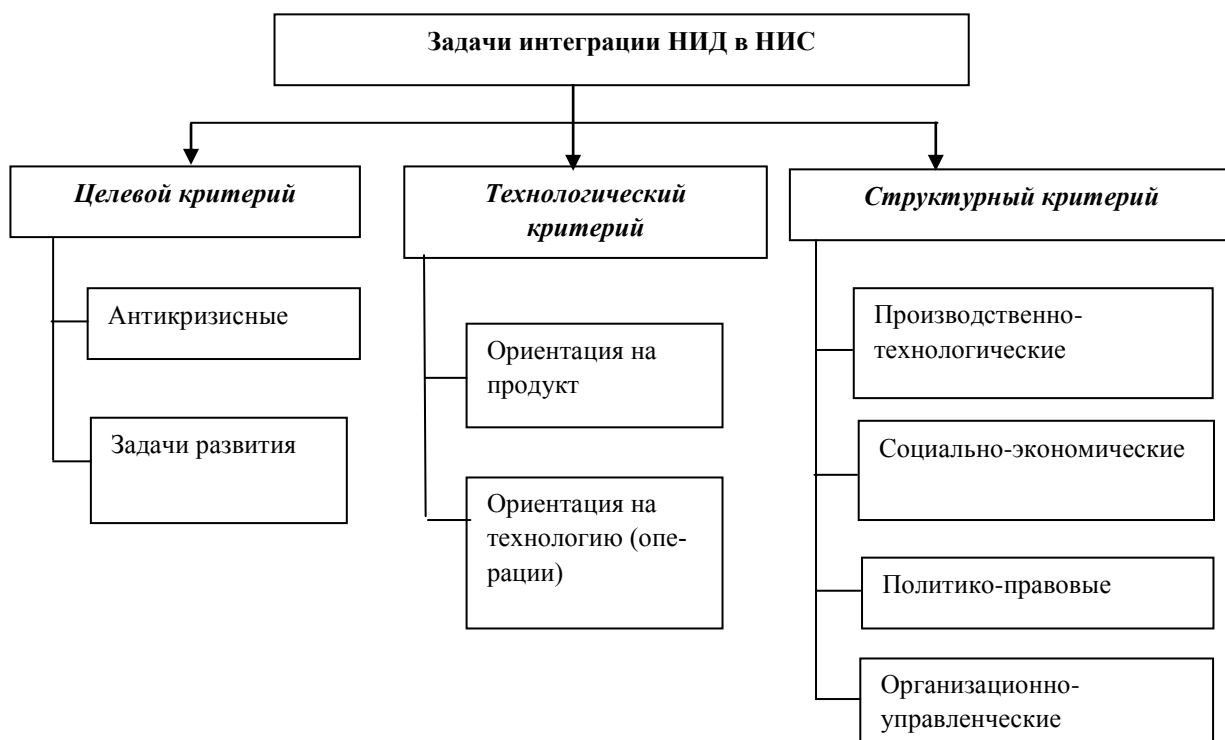 Задачи интеграции НИД в НИС
Целевой критерий
Антикризисные
Задачи развития
Технологический
критерий
Ориентация на
продукт
Ориентация на
технологию (опе-
рации)
Структурный критерий
Производственно-
технологические
Социально-экономические
Политико-правовые
Организационно-
управленческие